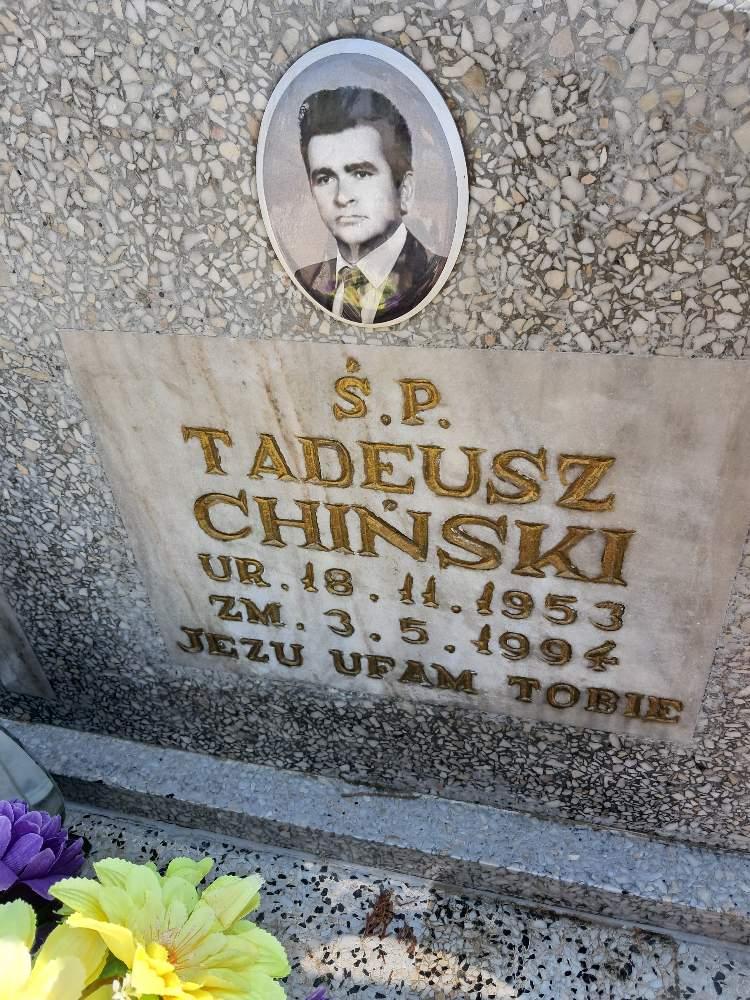 Ś.P.
TADEUSZ
CHIŃSKI
UR. 18.11.1953
ZM. 3.5.1994
JEZU UFAM TOBIE